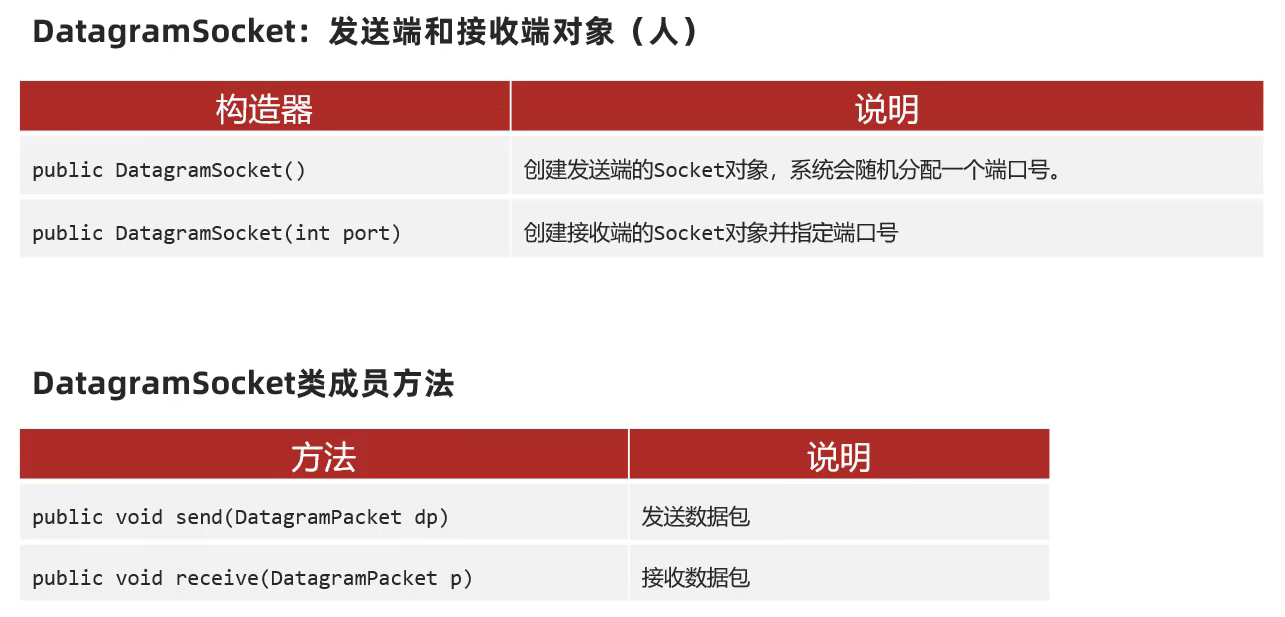 DatagramSocket：发送端和接收端对象（人）
构造器 说明
public DatagramSocket() 创建发送端的Socket对象，系统会随机分配一个端口号。
public DatagramSocket(int port) 创建接收端的Socket对象并指定端口号
DatagramSocket类成员方法
方法 说明
public void send(DatagramPacket dp) 发送数据包
public void receive(DatagramPacket p) 接收数据包